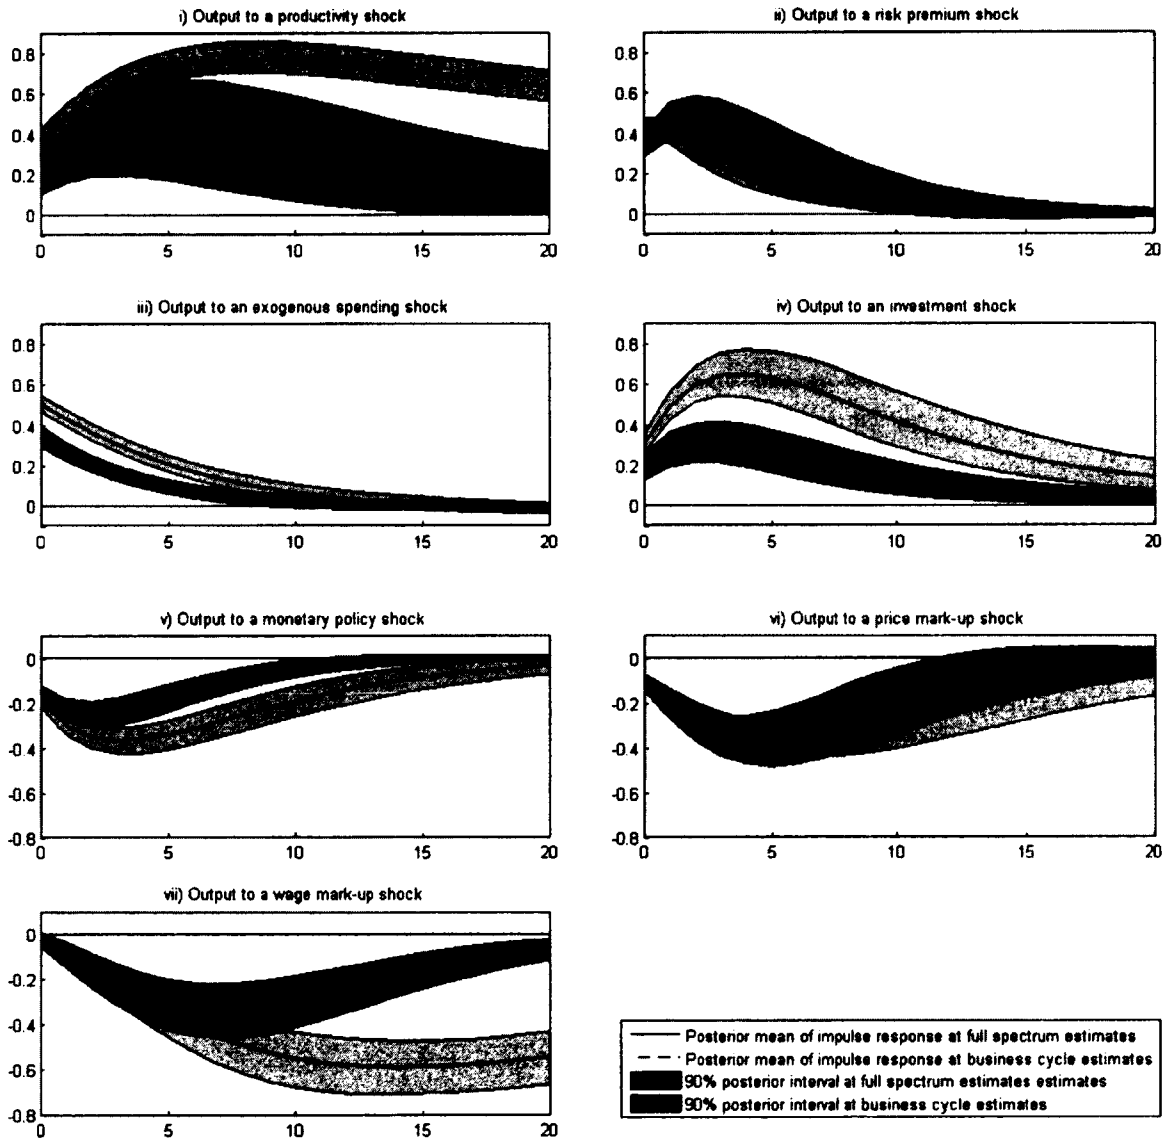 i) Output to a productivity shock
0.8
0.6
0.4
0.2
0
0 5 10 15 20
ii) Output to a risk premium shock
0.8
0.6
0.4
0.2
0
0 5 10 15 20
iii) Output to an exogenous spending shock
0.8
0.6
0.4
0.2
0
0 5 10 15 20
iv) Output to an investment shock
0.8
0.6
0.4
0.2
0
0 5 10 15 20
v) Output to a monetary policy shock
0
-0.2
-0.4
-0.6
-0.8
0 5 10 15 20
vi) Output to a price mark-up shock
0
-0.2
-0.4
-0.6
-0.8
0 5 10 15 20
vii) Output to a wage mark-up shock
0
-0.2
-0.4
-0.6
-0.8
0 5 10 15 20
Posterior mean of impulse response at full spectrum estimates
Posterior mean of impulse response at business cycle estimates
90% posterior interval at full spectrum estimates estimates
90% posterior interval at business cycle estimates